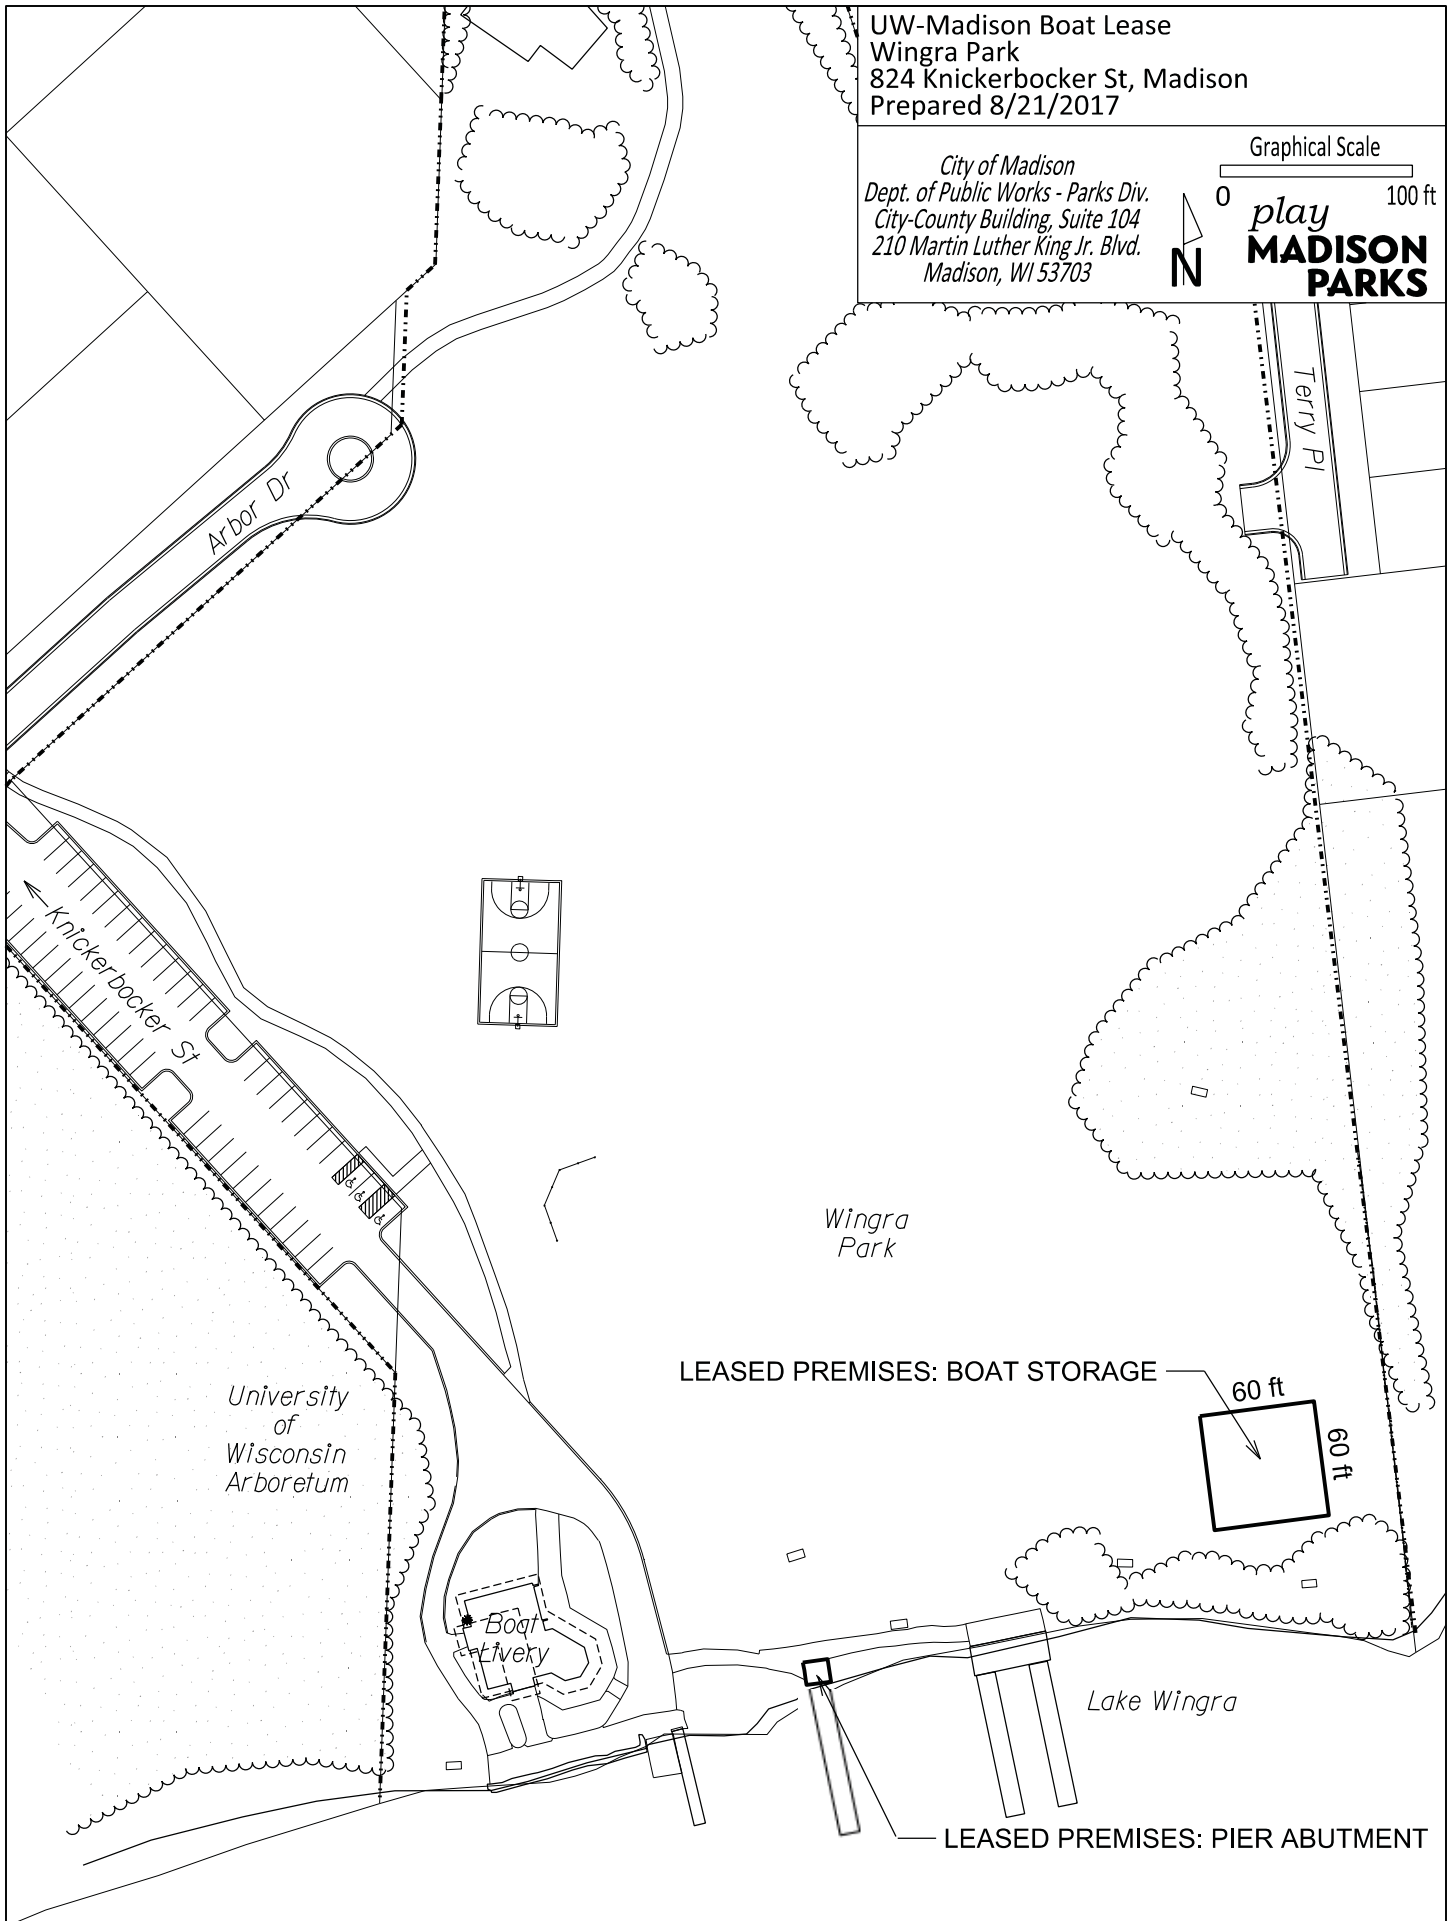 UW-Madison Boat Lease
Wingra Park
824 Knickerbocker St, Madison
Prepared 8/21/2017
City of Madison
Dept. of Public Works - Parks Div.
City-County Building, Suite 104
210 Martin Luther King Jr. Blvd.
Madison, WI 53703
N
Graphical Scale
0
100 ft
play
MADISON
PARKS
Terry Pl
Arbor Dr
Knickerbocker St
Wingra
Park
LEASED PREMISES: BOAT STORAGE
60 ft
60 ft
University
of
Wisconsin
Arboretum
Boat
Livery
Lake Wingra
LEASED PREMISES: PIER ABUTMENT